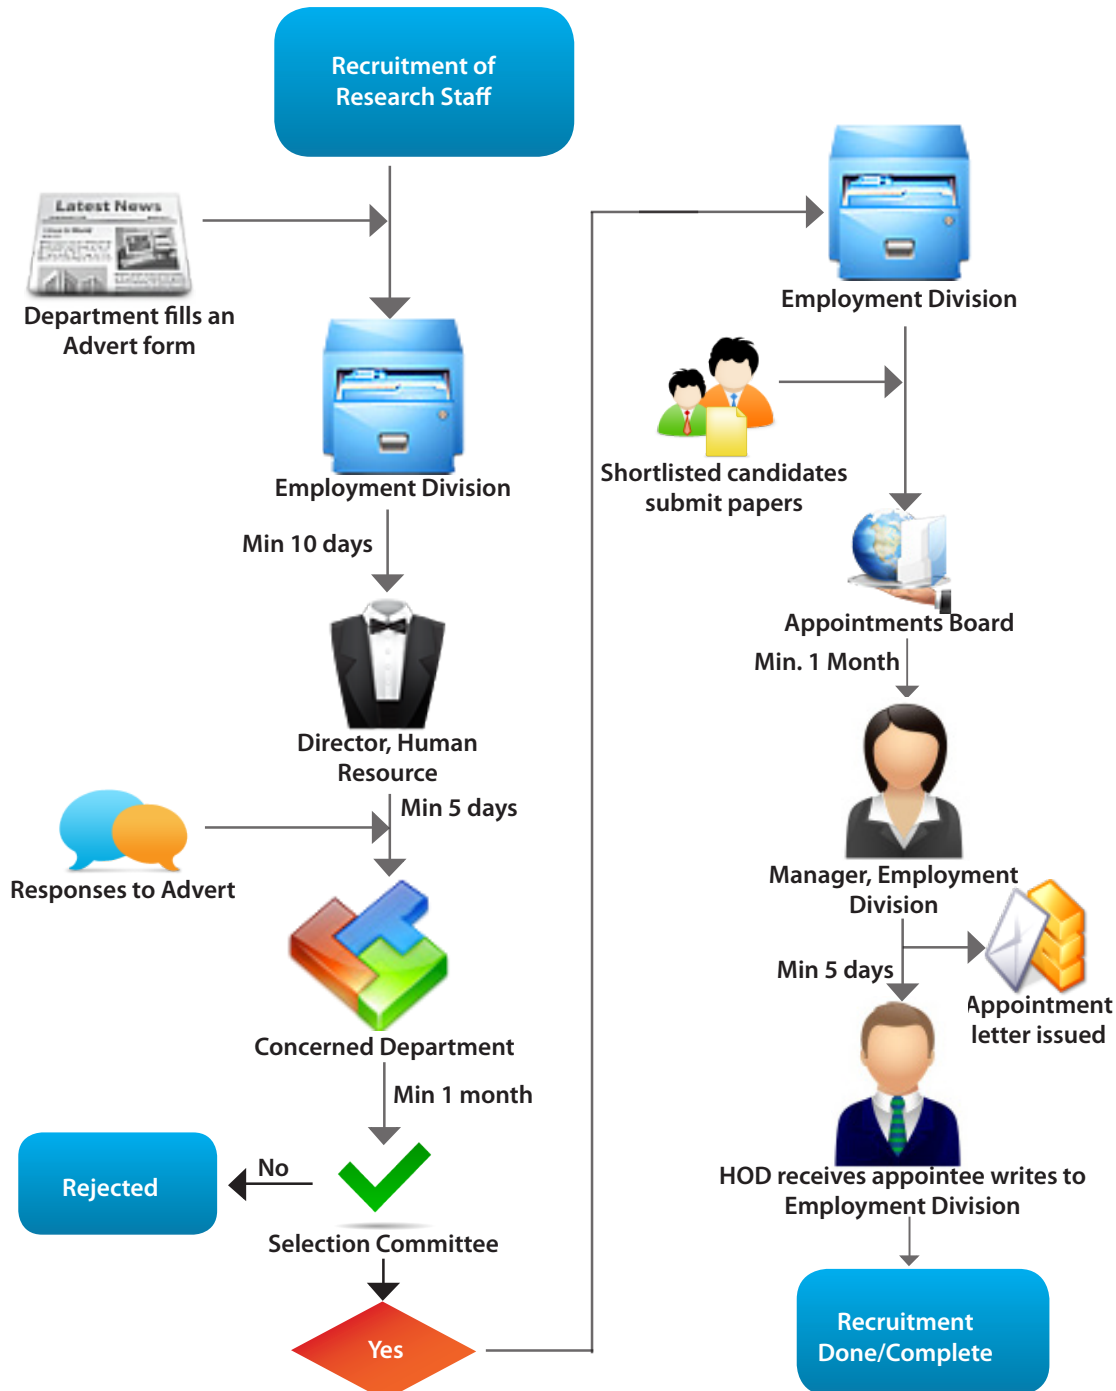 Recruitment of
Research Staff
Latest News
Department fills an
Advert form
Employment Division
Min 10 days
Director, Human
Resource
Min 5 days
Responses to Advert
Concerned Department
Min 1 month
No
Rejected
Selection Committee
Yes
Employment Division
Shortlisted candidates
submit papers
Appointments Board
Min. 1 Month
Manager, Employment
Division
Min 5 days
Appointment
letter issued
HOD receives appointee writes to
Employment Division
Recruitment
Done/Complete